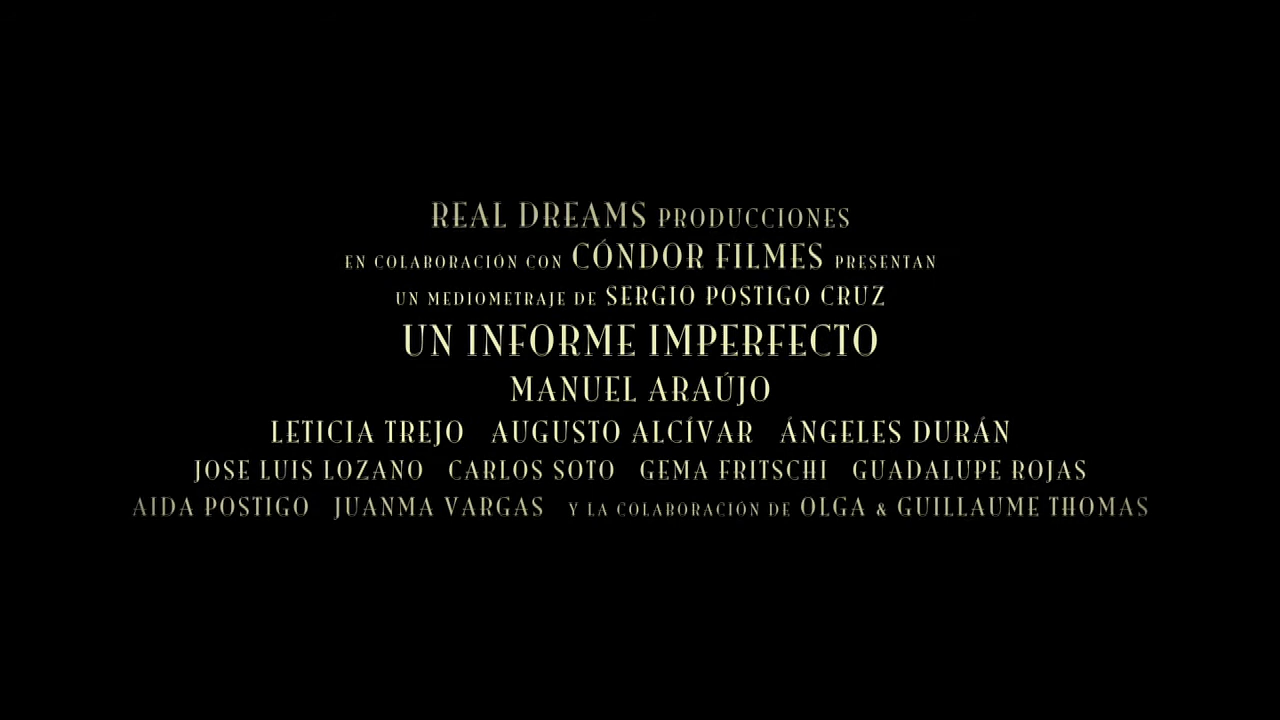 REAL DREAMS PRODUCCIONES
EN COLABORACIÓN CON CÓNDOR FILMES PRESENTAN
UN MEDIOMETRAJE DE SERGIO POSTIGO CRUZ
UN INFORME IMPERFECTO
MANUEL ARAÚJO
LETICIA TREJO AUGUSTO ALCÍVAR ÁNGELES DURÁN
JOSE LUIS LOZANO CARLOS SOTO GEMA FRITSCHI GUADALUPE ROJAS
AIDA POSTIGO JUANMA VARGAS Y LA COLABORACIÓN DE OLGA & GUILLAUME THOMAS